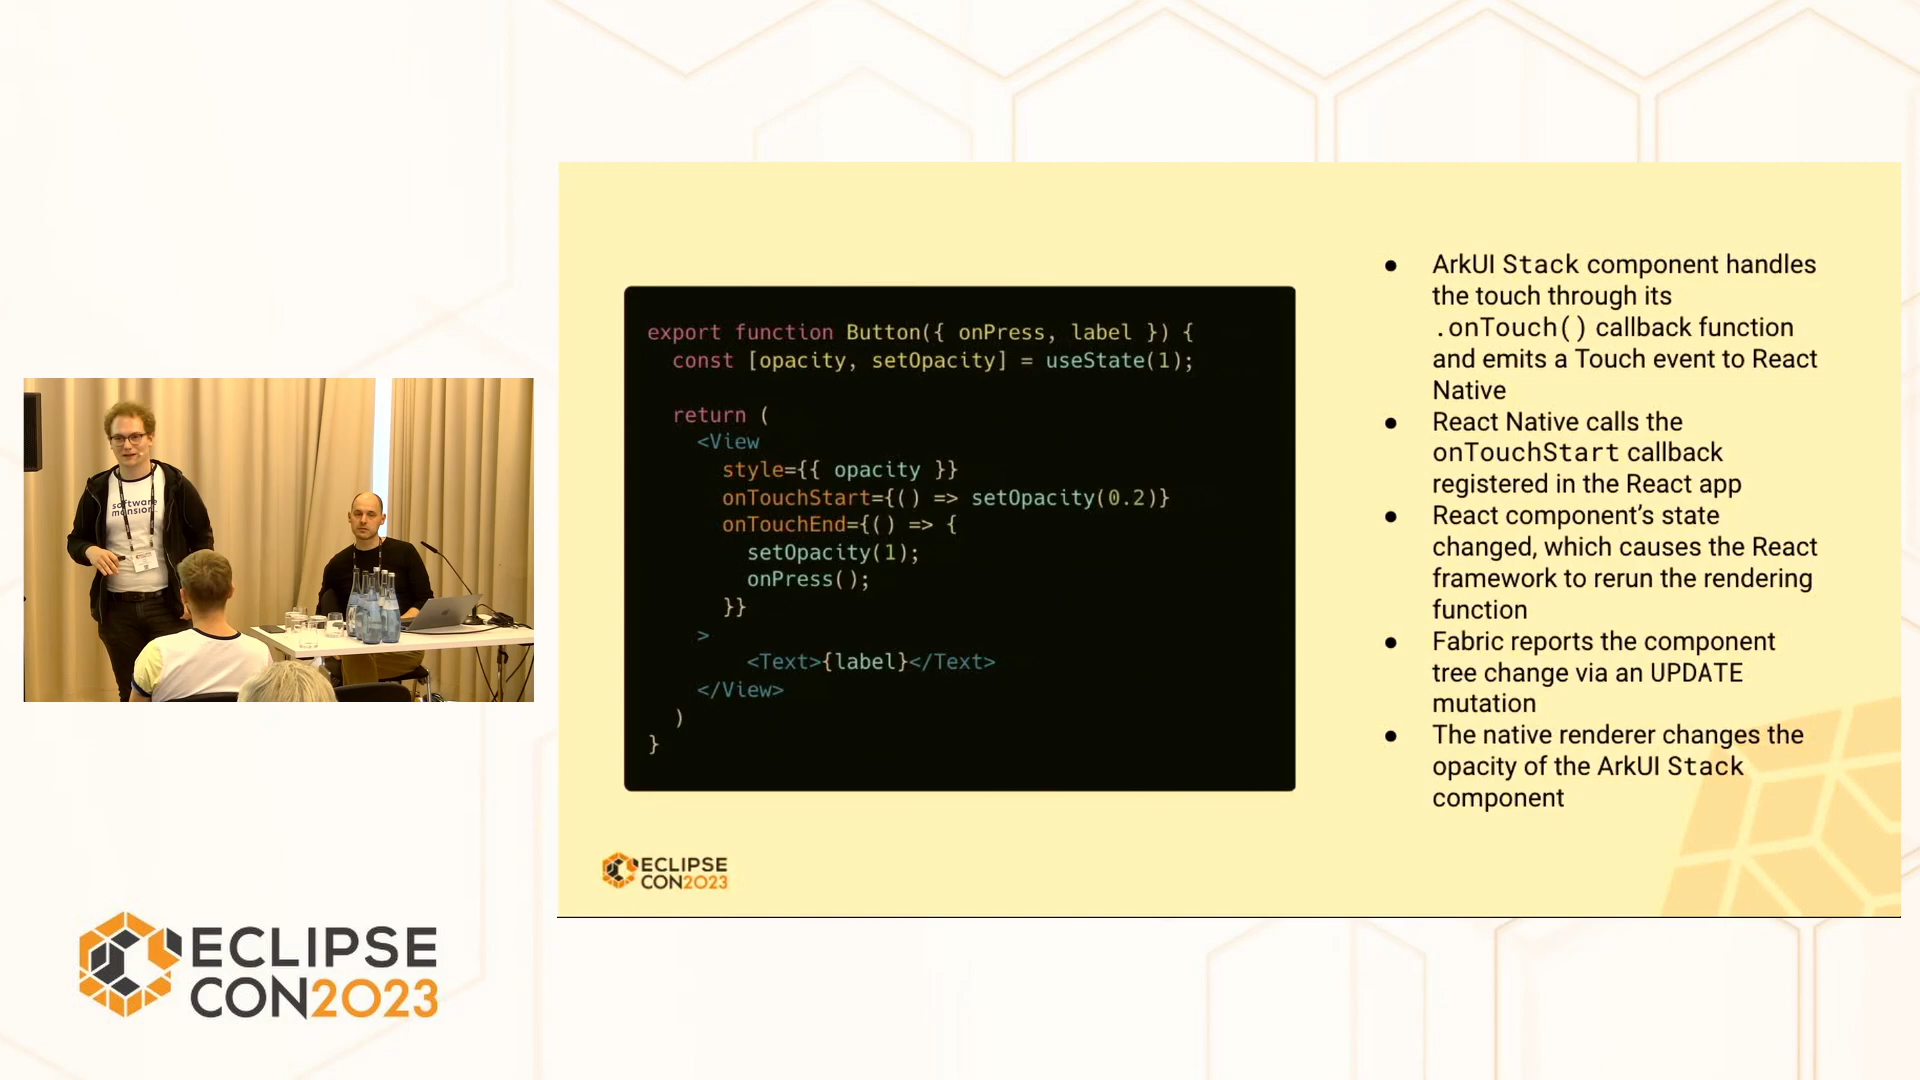 export function Button({ onPress, label }) {
const [opacity, setOpacity] = useState(1);
return (
<View
style={{ opacity }}
onTouchStart={() => setOpacity(0.2)}
onTouchEnd={() => {
setOpacity(1);
onPress();
}}
>
<Text>{label}</Text>
</View>
)
}
● ArkUI Stack component handles
the touch through its
.onTouch() callback function
and emits a Touch event to React
Native
● React Native calls the
onTouchStart callback
registered in the React app
● React component’s state
changed, which causes the React
framework to rerun the rendering
function
● Fabric reports the component
tree change via an UPDATE
mutation
● The native renderer changes the
opacity of the ArkUI Stack
component
ECLIPSE
CON2023
software
mansion
ECLIPSE
CON2023